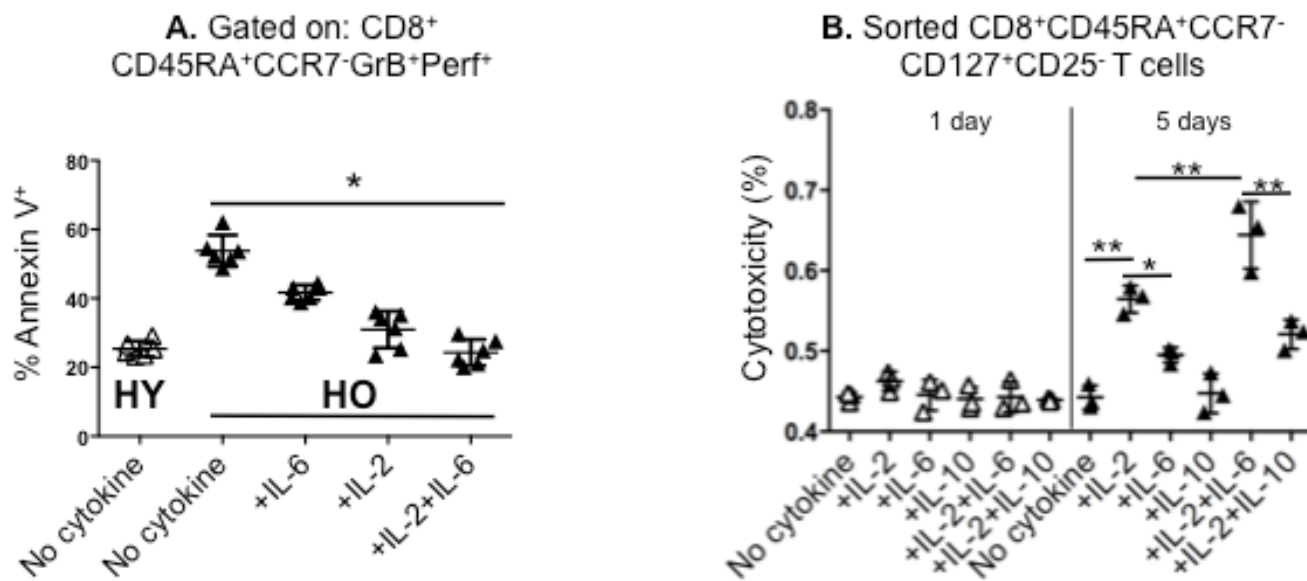 A. Gated on: CD8⁺
CD45RA⁺CCR7⁻GrB⁺Perf⁺
% Annexin V⁺
80
60
40
20
0
*
HY
HO
No cytokine
No cytokine
+IL-6
+IL-2
+IL-2+IL-6
B. Sorted CD8⁺CD45RA⁺CCR7⁻
CD127⁺CD25⁻ T cells
Cytotoxicity (%)
0.8
0.7
0.6
0.5
0.4
1 day
5 days
**
*
**
**
No cytokine
+IL-2
+IL-6
+IL-10
+IL-2+IL-6
+IL-2+IL-10
No cytokine
+IL-2
+IL-6
+IL-10
+IL-2+IL-6
+IL-2+IL-10